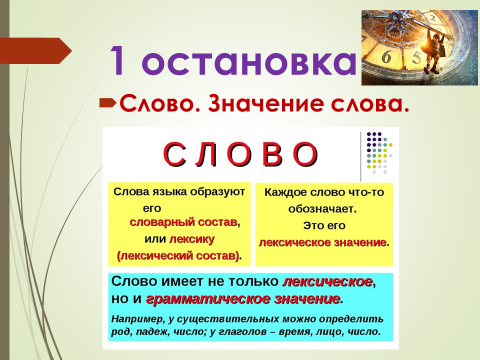 1 остановка
Слово. Значение слова.
С Л О В О
Слова языка образуют
его
словарный состав,
или лексику
(лексический состав).
Каждое слово что-то
обозначает.
Это его
лексическое значение.
Слово имеет не только лексическое,
но и грамматическое значение.
Например, у существительных можно определить
род, падеж, число; у глаголов – время, лицо, число.